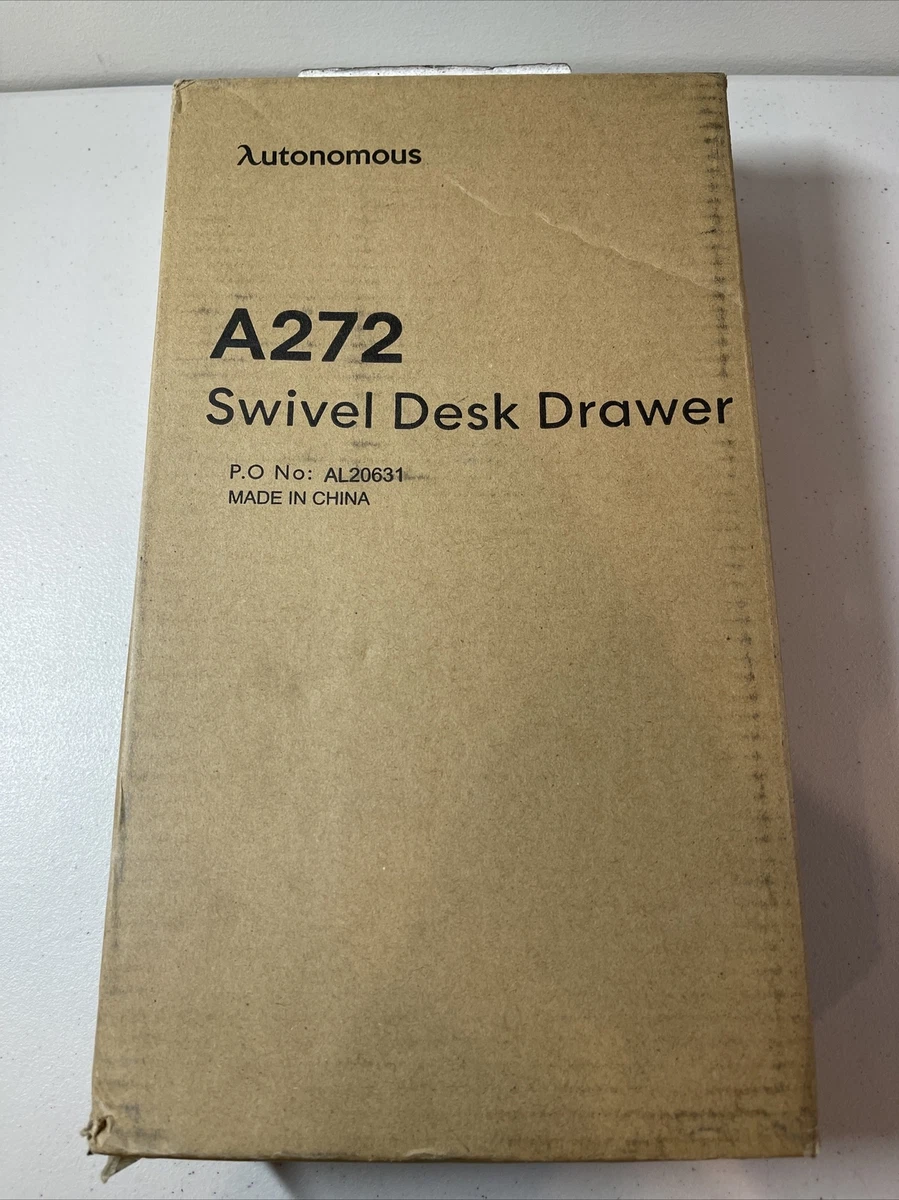 λutonomous
A272
Swivel Desk Drawer
P.O No: AL20631
MADE IN CHINA